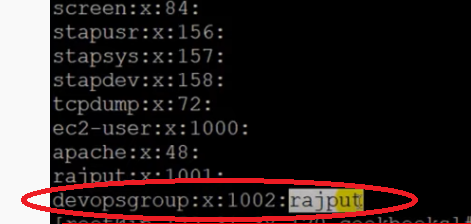 screen:x:84:
stapusr:x:156:
stapsys:x:157:
stapdev:x:158:
tcpdump:x:72:
ec2-user:x:1000:
apache:x:48:
rajput:x:1001:
devopsgroup:x:1002:rajput